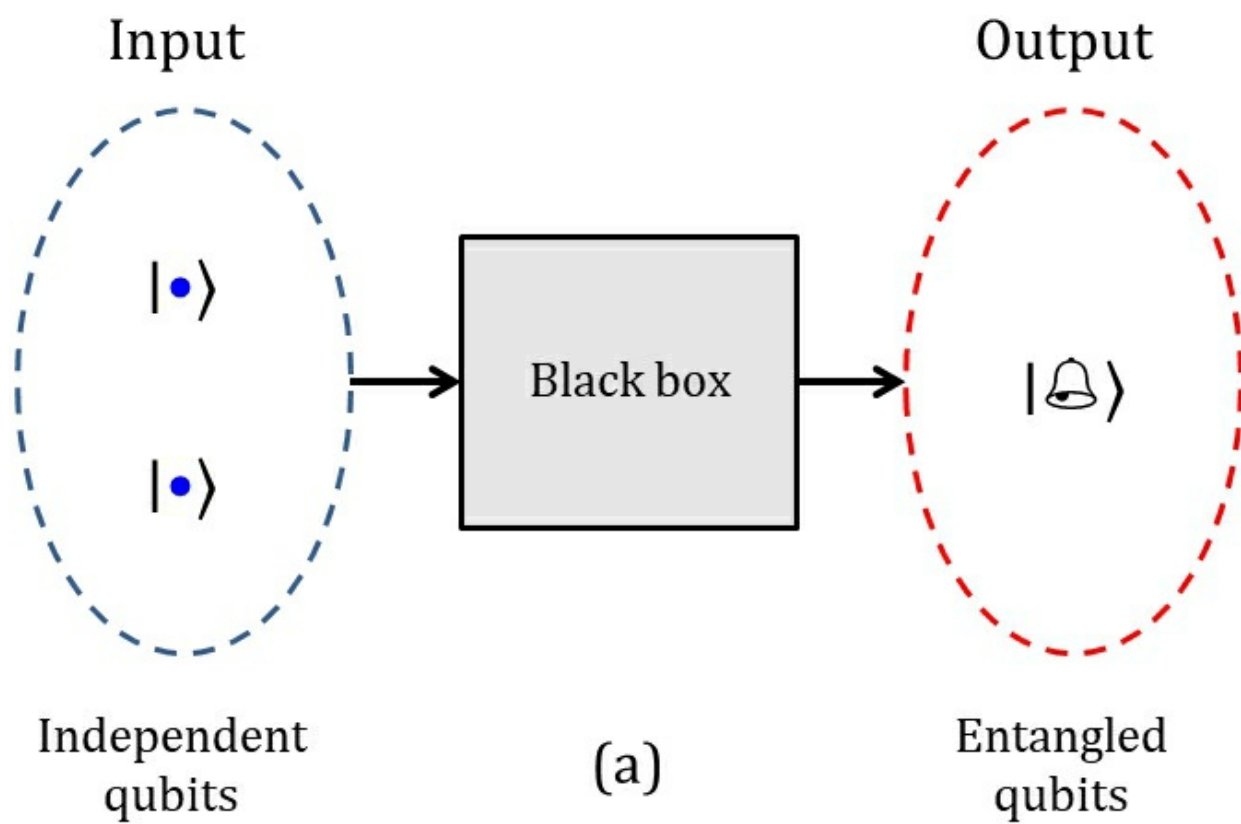 Input
Output
|•⟩
|•⟩
Black box
|🔔⟩
Independent
qubits
(a)
Entangled
qubits